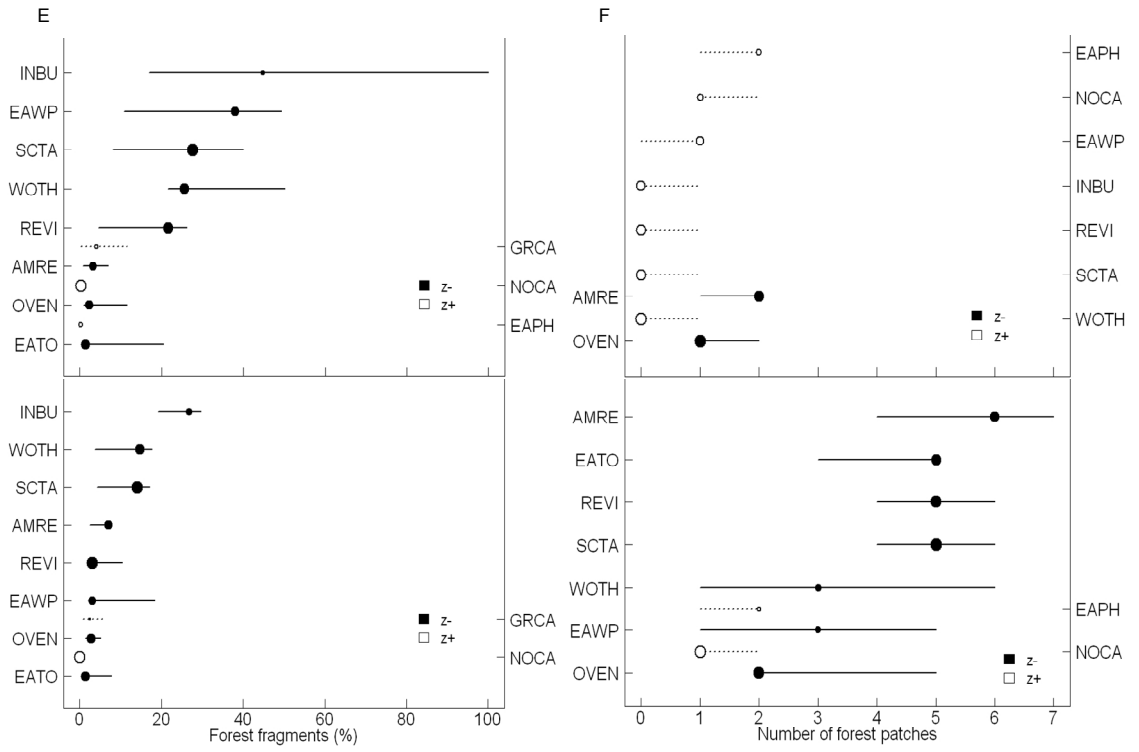 E
INBU
EAWP
SCTA
WOTH
REVI
GRCA
AMRE
z-
NOCA
OVEN
z+
EAPH
EATO
INBU
WOTH
SCTA
AMRE
REVI
EAWP
GRCA
OVEN
z-
z+
NOCA
EATO
0 20 40 60 80 100
Forest fragments (%)
F
EAPH
NOCA
EAWP
INBU
REVI
SCTA
AMRE
z-
WOTH
z+
OVEN
AMRE
EATO
REVI
SCTA
WOTH
EAPH
EAWP
NOCA
z-
OVEN
z+
0 1 2 3 4 5 6 7
Number of forest patches